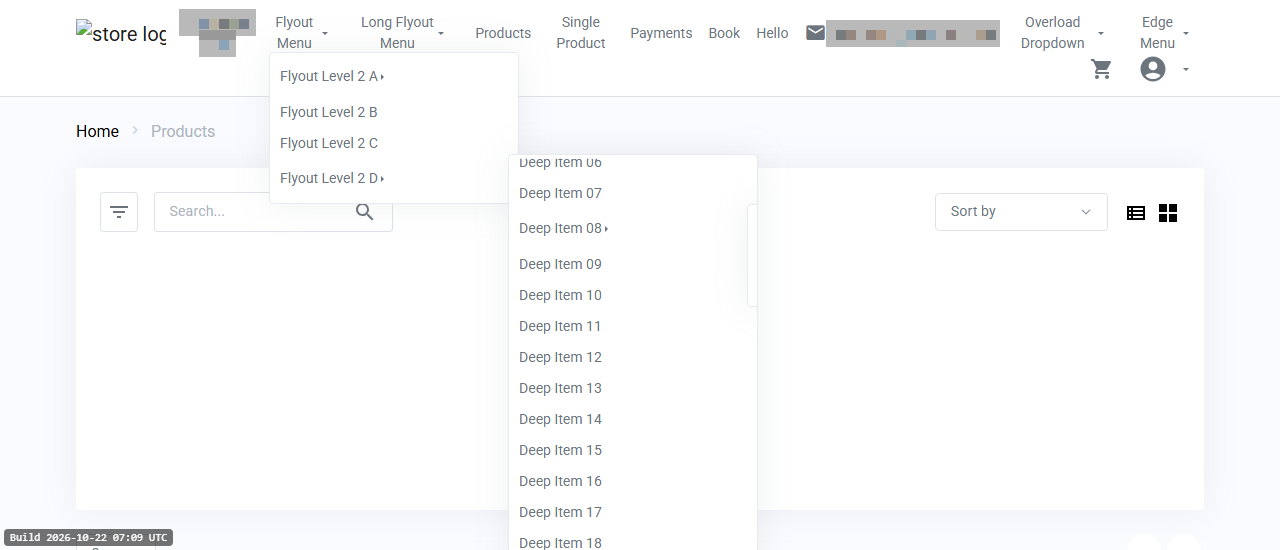 store log
Flyout
Menu
Long Flyout
Menu
Products
Single
Product
Payments
Book
Hello
Overload
Dropdown
Edge
Menu
Flyout Level 2 A
Flyout Level 2 B
Flyout Level 2 C
Flyout Level 2 D
Home
Products
Search...
Sort by
Deep Item 06
Deep Item 07
Deep Item 08
Deep Item 09
Deep Item 10
Deep Item 11
Deep Item 12
Deep Item 13
Deep Item 14
Deep Item 15
Deep Item 16
Deep Item 17
Deep Item 18
Build 2026-10-22 07:09 UTC